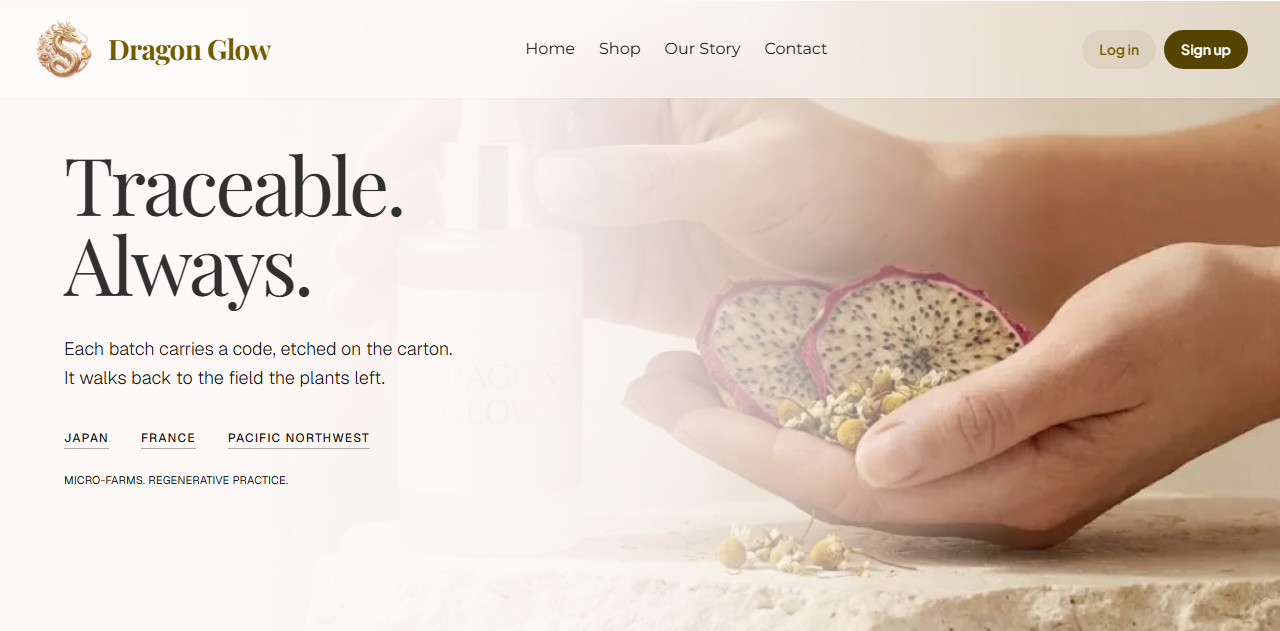 Dragon Glow
Home Shop Our Story Contact
Log in Sign up
Traceable.
Always.
Each batch carries a code, etched on the carton.
It walks back to the field the plants left.
JAPAN FRANCE PACIFIC NORTHWEST
MICRO-FARMS. REGENERATIVE PRACTICE.
DRAGON
GLOW